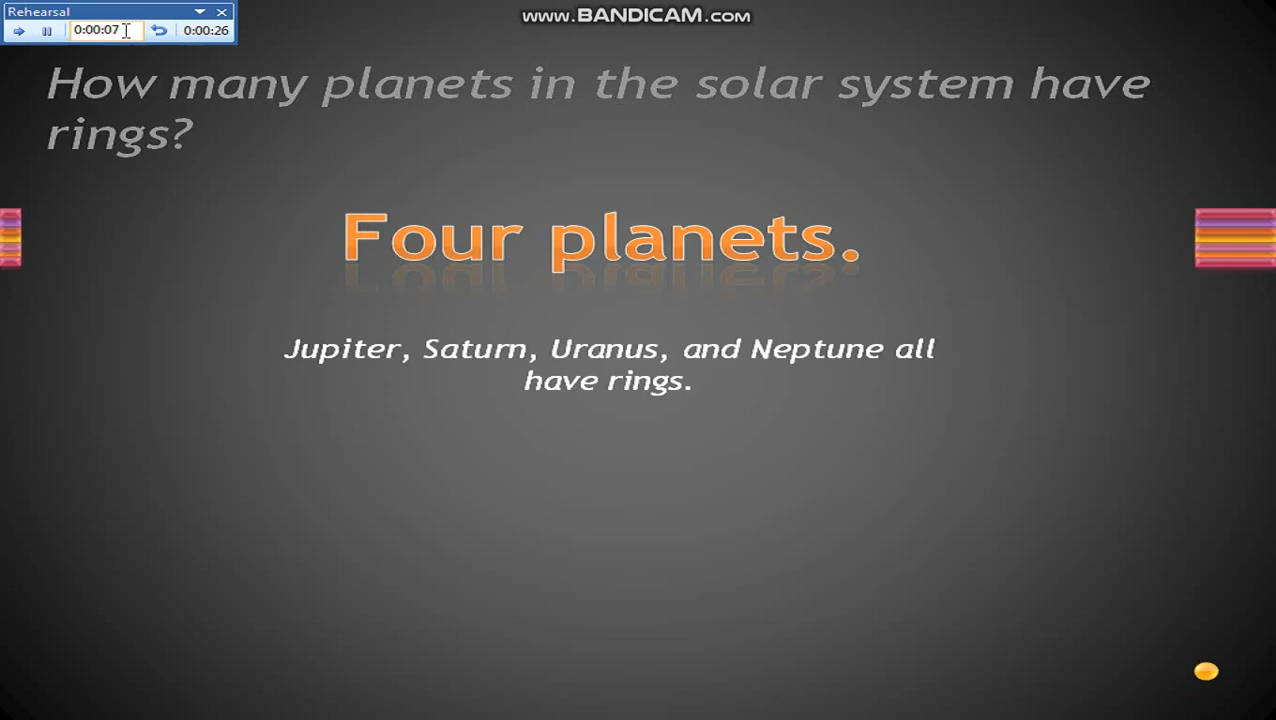 Rehearsal
www.BANDICAM.com
0:00:07
0:00:26
How many planets in the solar system have
rings?
Four planets.
Jupiter, Saturn, Uranus, and Neptune all
have rings.